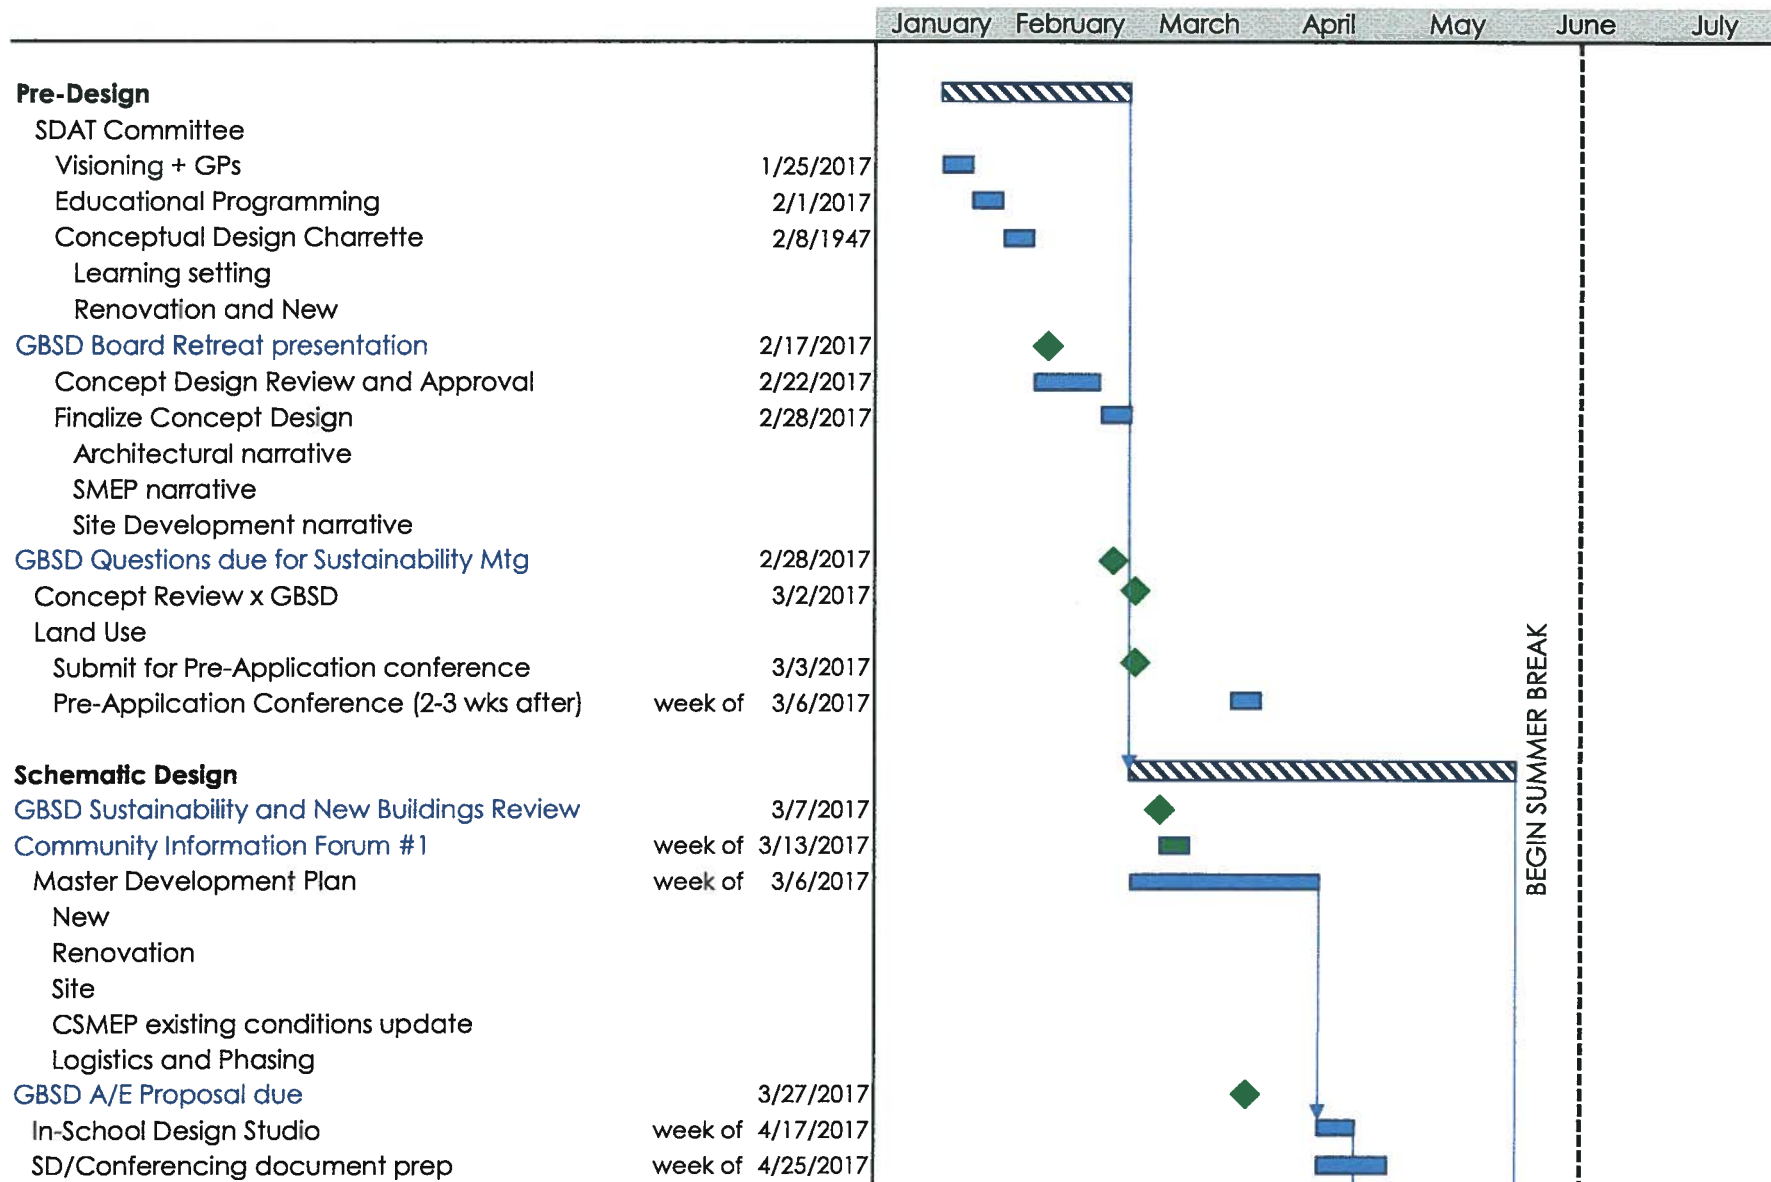 January February March April May June July
Pre-Design
SDAT Committee
Visioning + GPs 1/25/2017
Educational Programming 2/1/2017
Conceptual Design Charrette 2/8/1947
Learning setting
Renovation and New
GBSD Board Retreat presentation 2/17/2017
Concept Design Review and Approval 2/22/2017
Finalize Concept Design 2/28/2017
Architectural narrative
SMEP narrative
Site Development narrative
GBSD Questions due for Sustainability Mtg 2/28/2017
Concept Review x GBSD 3/2/2017
Land Use
Submit for Pre-Application conference 3/3/2017
Pre-Appilcation Conference (2-3 wks after) week of 3/6/2017
BEGIN SUMMER BREAK
Schematic Design
GBSD Sustainability and New Buildings Review 3/7/2017
Community Information Forum #1 week of 3/13/2017
Master Development Plan week of 3/6/2017
New
Renovation
Site
CSMEP existing conditions update
Logistics and Phasing
GBSD A/E Proposal due 3/27/2017
In-School Design Studio week of 4/17/2017
SD/Conferencing document prep week of 4/25/2017